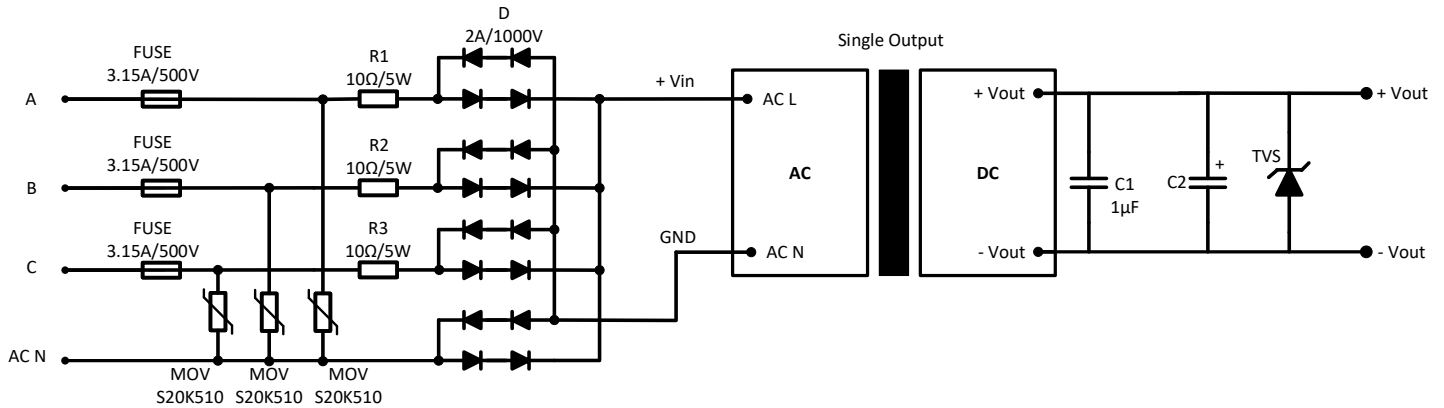 D
2A/1000V
FUSE
3.15A/500V
R1
10Ω/5W
Single Output
A
+ Vin
AC L
+ Vout
+ Vout
FUSE
3.15A/500V
R2
10Ω/5W
B
AC
DC
C1
1µF
C2
+
TVS
FUSE
3.15A/500V
R3
10Ω/5W
C
GND
AC N
- Vout
- Vout
AC N
MOV
S20K510
MOV
S20K510
MOV
S20K510